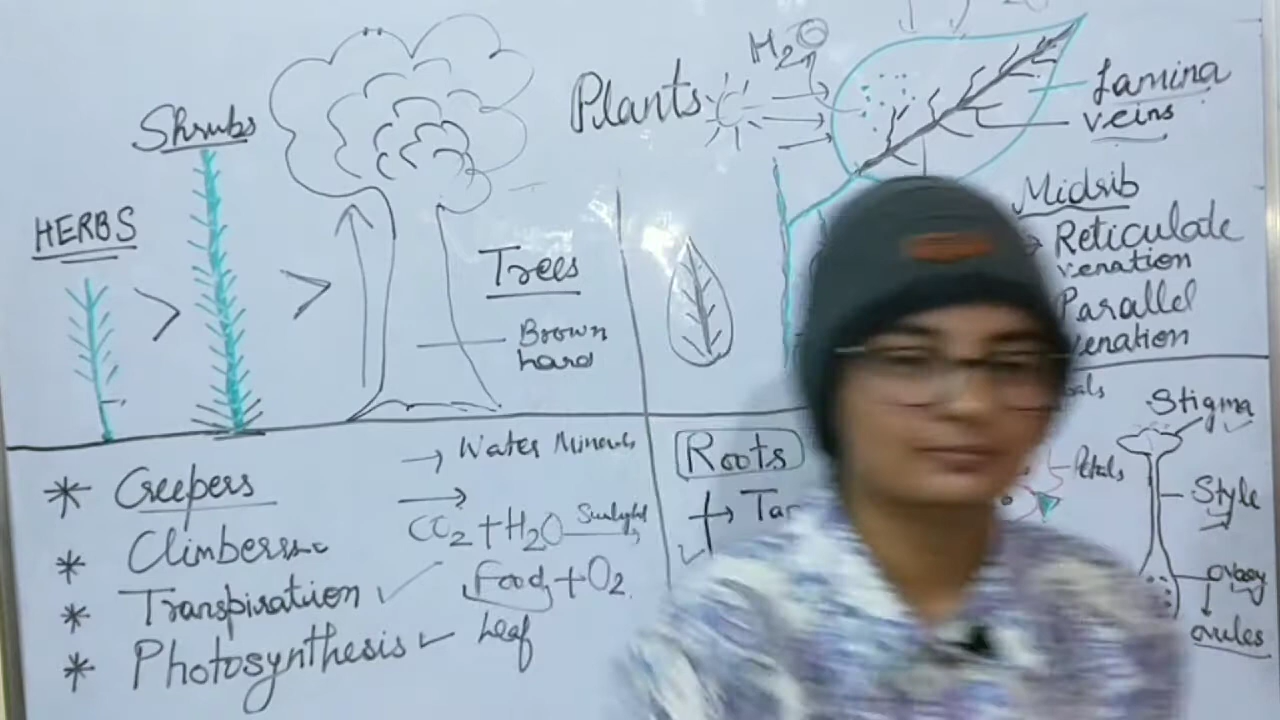 Shrubs
HERBS
>
>
Trees
Brown
hard
Plants
H2O
Lamina
veins
Midrib
Reticulate
venation
Parallel
venation
* Creepers
* Climbers
* Transpiration ✓
* Photosynthesis ✓
→ Water Minerals
→
CO2 + H2O Sunlight →
Food + O2
Leaf
Roots
Petals
Stigma
Style
ovary
ovules